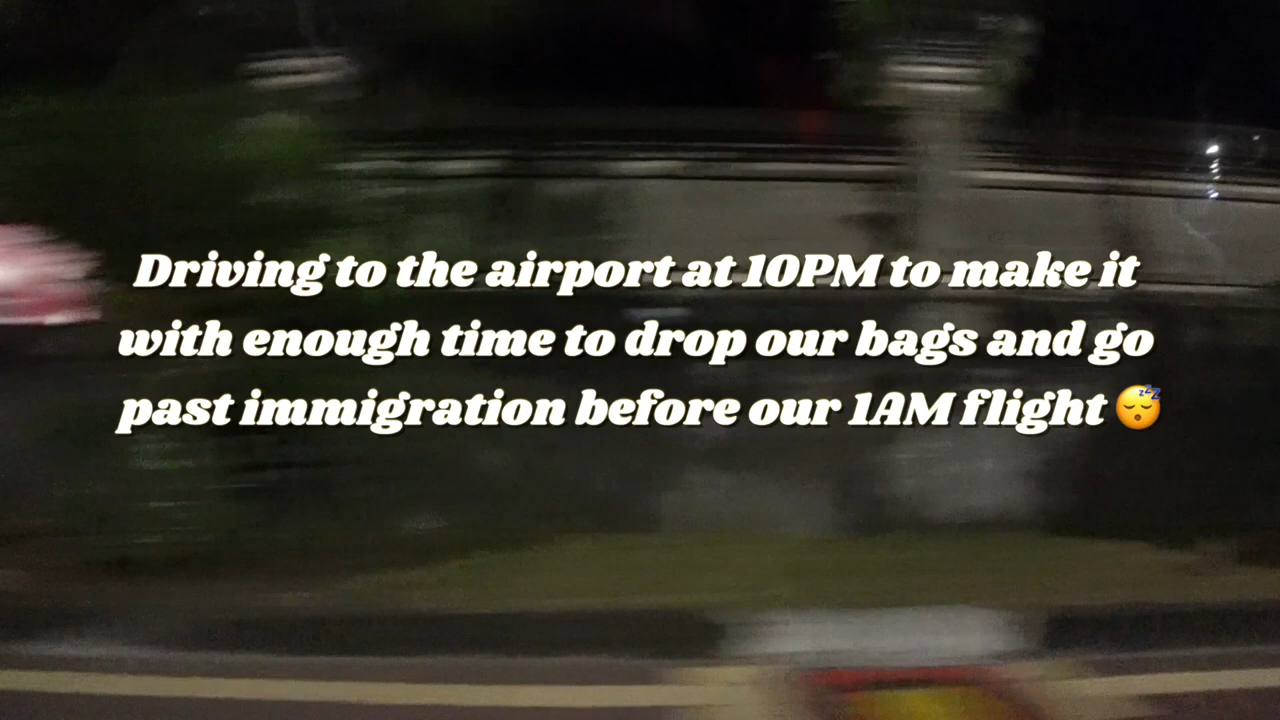 Driving to the airport at 10PM to make it
with enough time to drop our bags and go
past immigration before our 1AM flight 😴